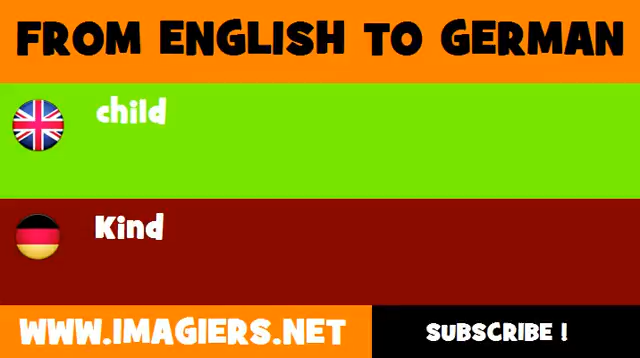 FROM ENGLISH TO GERMAN
child
Kind
WWW.IMAGIERS.NET
SUBSCRIBE !